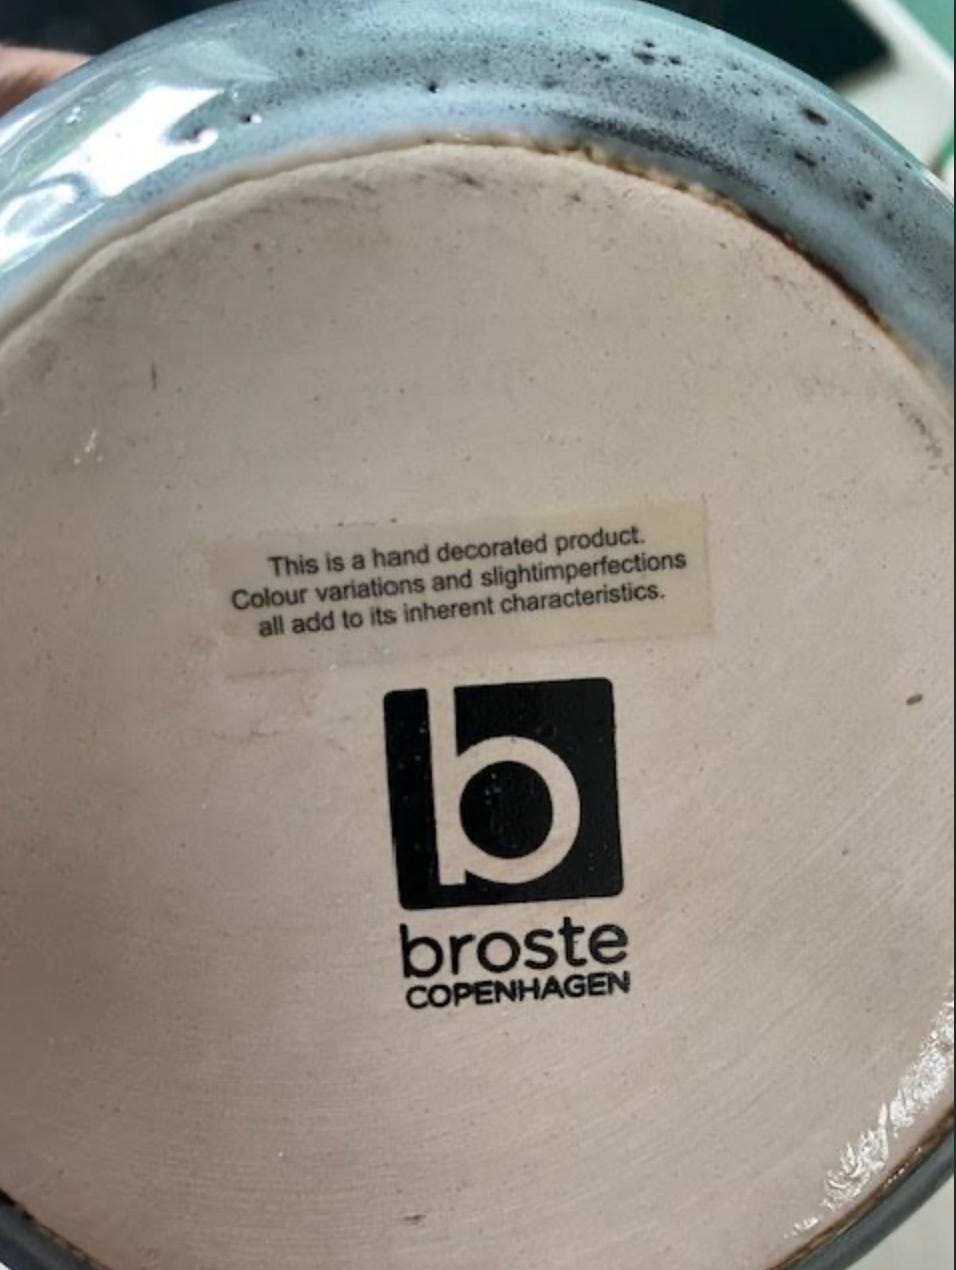 This is a hand decorated product.
Colour variations and slightimperfections
all add to its inherent characteristics.
b
broste
COPENHAGEN